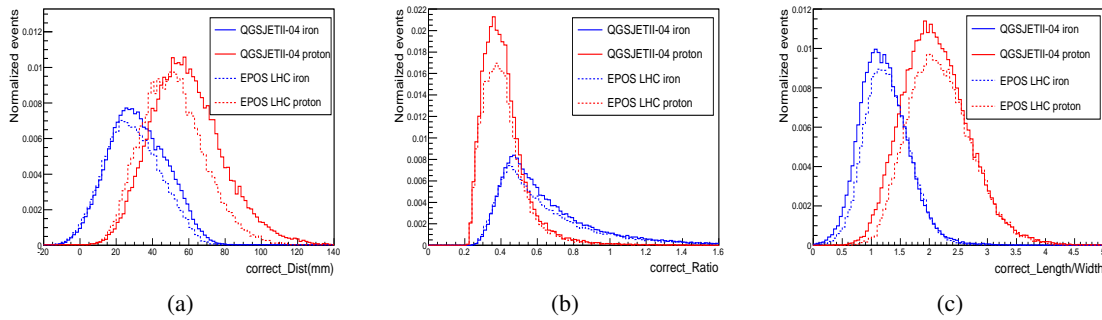 Normailzed events
0.012
0.01
0.008
0.006
0.004
0.002
0
-20 0 20 40 60 80 100 120 140
correct_Dist(mm)
QGSJETII-04 iron
QGSJETII-04 proton
EPOS LHC iron
EPOS LHC proton
(a)
Normailzed events
0.022
0.02
0.018
0.016
0.014
0.012
0.01
0.008
0.006
0.004
0.002
0
0 0.2 0.4 0.6 0.8 1 1.2 1.4 1.6
correct_Ratio
QGSJETII-04 iron
QGSJETII-04 proton
EPOS LHC iron
EPOS LHC proton
(b)
Normailzed events
0.012
0.01
0.008
0.006
0.004
0.002
0
0 0.5 1 1.5 2 2.5 3 3.5 4 4.5 5
correct_Length/Width
QGSJETII-04 iron
QGSJETII-04 proton
EPOS LHC iron
EPOS LHC proton
(c)